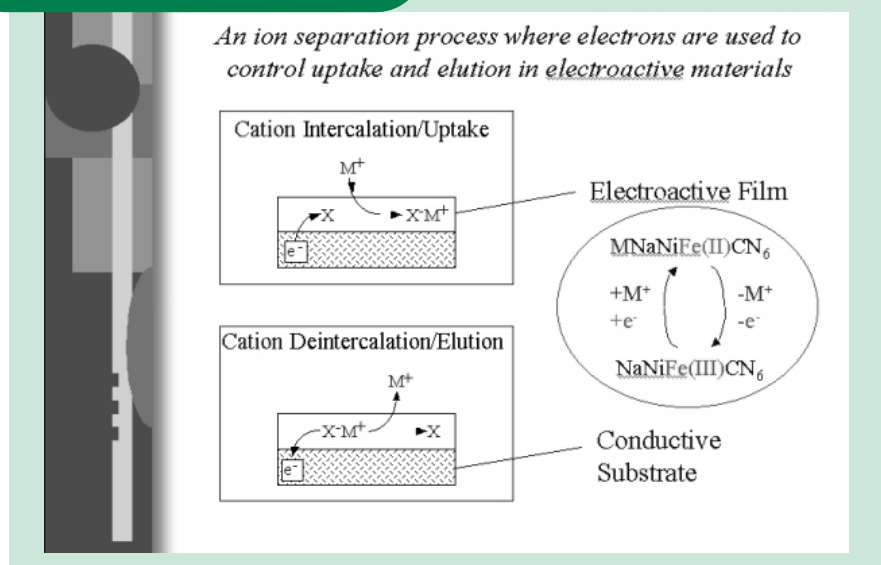 An ion separation process where electrons are used to
control uptake and elution in electroactive materials
Cation Intercalation/Uptake
M⁺
X
X⁻M⁺
e⁻
Electroactive Film
MNaNiFe(II)CN₆
+M⁺
-M⁺
+e⁻
-e⁻
NaNiFe(III)CN₆
Cation Deintercalation/Elution
M⁺
X⁻M⁺
X
e⁻
Conductive
Substrate